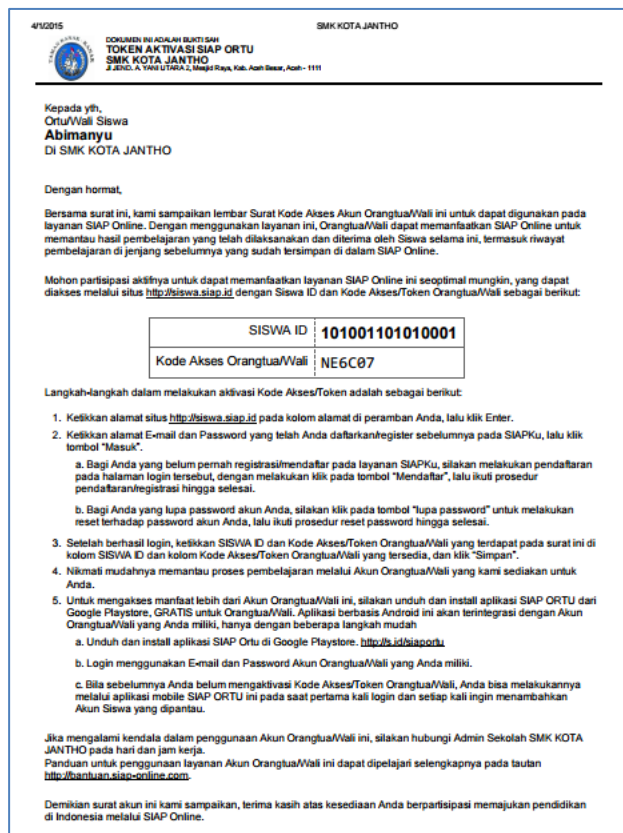 4/1/2015 SMK KOTA JANTHO
DOKUMEN INI ADALAH BUKTI SAH
TOKEN AKTIVASI SIAP ORTU
SMK KOTA JANTHO
Jl JEND. A. YANI UTARA 2, Masjid Raya, Kab. Aceh Besar, Aceh - 1111
Kepada yth,
Ortu/Wali Siswa
Abimanyu
Di SMK KOTA JANTHO
Dengan hormat,
Bersama surat ini, kami sampaikan lembar Surat Kode Akses Akun Orangtua/Wali ini untuk dapat digunakan pada
layanan SIAP Online. Dengan menggunakan layanan ini, Orangtua/Wali dapat memanfaatkan SIAP Online untuk
memantau hasil pembelajaran yang telah dilaksanakan dan diterima oleh Siswa selama ini, termasuk riwayat
pembelajaran di jenjang sebelumnya yang sudah tersimpan di dalam SIAP Online.
Mohon partisipasi aktifnya untuk dapat memanfaatkan layanan SIAP Online ini seoptimal mungkin, yang dapat
diakses melalui situs http://siswa.siap.id dengan Siswa ID dan Kode Akses/Token Orangtua/Wali sebagai berikut:
SISWA ID 101001101010001
Kode Akses Orangtua/Wali NE6C07
Langkah-langkah dalam melakukan aktivasi Kode Akses/Token adalah sebagai berikut:
1. Ketikkan alamat situs http://siswa.siap.id pada kolom alamat di peramban Anda, lalu klik Enter.
2. Ketikkan alamat E-mail dan Password yang telah Anda daftarkan/register sebelumnya pada SIAPKu, lalu klik
tombol "Masuk".
a. Bagi Anda yang belum pernah registrasi/mendaftar pada layanan SIAPKu, silakan melakukan pendaftaran
pada halaman login tersebut, dengan melakukan klik pada tombol "Mendaftar", lalu ikuti prosedur
pendaftaran/registrasi hingga selesai.
b. Bagi Anda yang lupa password akun Anda, silakan klik pada tombol "lupa password" untuk melakukan
reset terhadap password akun Anda, lalu ikuti prosedur reset password hingga selesai.
3. Setelah berhasil login, ketikkan SISWA ID dan Kode Akses/Token Orangtua/Wali yang terdapat pada surat ini di
kolom SISWA ID dan kolom Kode Akses/Token Orangtua/Wali yang tersedia, dan klik "Simpan".
4. Nikmati mudahnya memantau proses pembelajaran melalui Akun Orangtua/Wali yang kami sediakan untuk
Anda.
5. Untuk mengakses manfaat lebih dari Akun Orangtua/Wali ini, silakan unduh dan install aplikasi SIAP ORTU dari
Google Playstore, GRATIS untuk Orangtua/Wali. Aplikasi berbasis Android ini akan terintegrasi dengan Akun
Orangtua/Wali yang Anda miliki, hanya dengan beberapa langkah mudah
a. Unduh dan install aplikasi SIAP Ortu di Google Playstore. http://s.id/siaportu
b. Login menggunakan E-mail dan Password Akun Orangtua/Wali yang Anda miliki.
c. Bila sebelumnya Anda belum mengaktivasi Kode Akses/Token Orangtua/Wali, Anda bisa melakukannya
melalui aplikasi mobile SIAP ORTU ini pada saat pertama kali login dan setiap kali ingin menambahkan
Akun Siswa yang dipantau.
Jika mengalami kendala dalam penggunaan Akun Orangtua/Wali ini, silakan hubungi Admin Sekolah SMK KOTA
JANTHO pada hari dan jam kerja.
Panduan untuk penggunaan layanan Akun Orangtua/Wali ini dapat dipelajari selengkapnya pada tautan
http://bantuan.siap-online.com.
Demikian surat akun ini kami sampaikan, terima kasih atas kesediaan Anda berpartisipasi memajukan pendidikan
di Indonesia melalui SIAP Online.